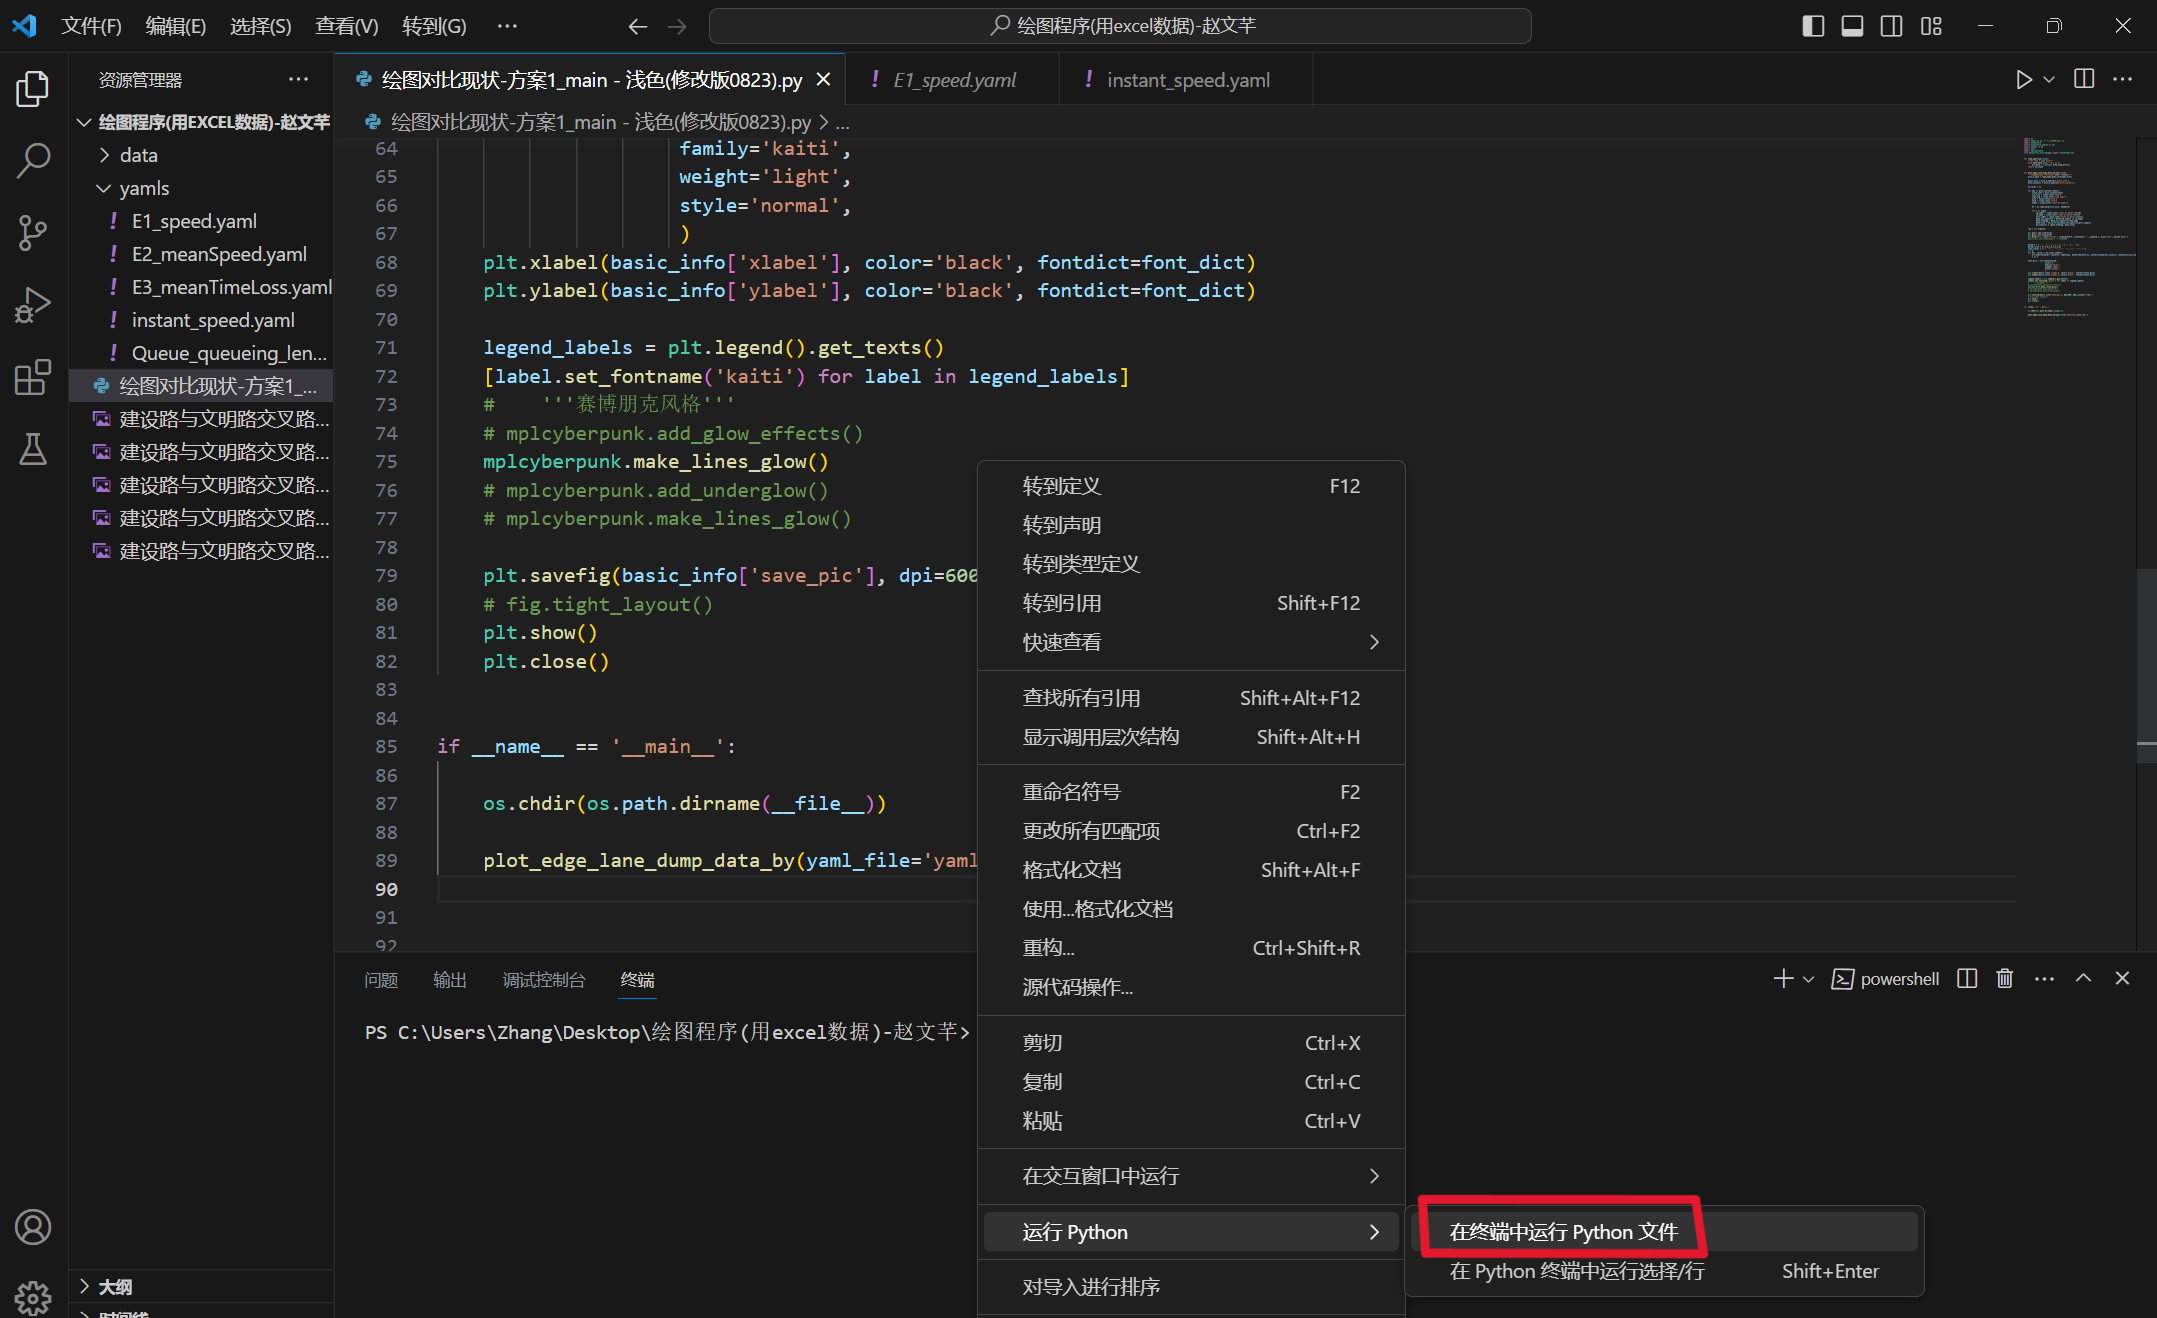 文件(F) 编辑(E) 选择(S) 查看(V) 转到(G) ··· 绘图程序(用excel数据)-赵文芊
资源管理器 ···
绘图程序(用EXCEL数据)-赵文芊
data
yamls
E1_speed.yaml
E2_meanSpeed.yaml
E3_meanTimeLoss.yaml
instant_speed.yaml
Queue_queueing_len...
绘图对比现状-方案1_...
建设路与文明路交叉路...
建设路与文明路交叉路...
建设路与文明路交叉路...
建设路与文明路交叉路...
建设路与文明路交叉路...
大纲
时间线
绘图对比现状-方案1_main - 浅色(修改版0823).py E1_speed.yaml instant_speed.yaml
绘图对比现状-方案1_main - 浅色(修改版0823).py > ...
64 family='kaiti',
65 weight='light',
66 style='normal',
67 )
68 plt.xlabel(basic_info['xlabel'], color='black', fontdict=font_dict)
69 plt.ylabel(basic_info['ylabel'], color='black', fontdict=font_dict)
70
71 legend_labels = plt.legend().get_texts()
72 [label.set_fontname('kaiti') for label in legend_labels]
73 # '''赛博朋克风格'''
74 # mplcyberpunk.add_glow_effects()
75 mplcyberpunk.make_lines_glow()
76 # mplcyberpunk.add_underglow()
77 # mplcyberpunk.make_lines_glow()
78
79 plt.savefig(basic_info['save_pic'], dpi=600
80 # fig.tight_layout()
81 plt.show()
82 plt.close()
83
84
85 if __name__ == '__main__':
86
87 os.chdir(os.path.dirname(__file__))
88
89 plot_edge_lane_dump_data_by(yaml_file='yaml
90
91
92
问题 输出 调试控制台 终端 powershell
PS C:\Users\Zhang\Desktop\绘图程序(用excel数据)-赵文芊>
转到定义 F12
转到声明
转到类型定义
转到引用 Shift+F12
快速查看
查找所有引用 Shift+Alt+F12
显示调用层次结构 Shift+Alt+H
重命名符号 F2
更改所有匹配项 Ctrl+F2
格式化文档 Shift+Alt+F
使用...格式化文档
重构... Ctrl+Shift+R
源代码操作...
剪切 Ctrl+X
复制 Ctrl+C
粘贴 Ctrl+V
在交互窗口中运行
运行 Python
对导入进行排序
在终端中运行 Python 文件
在 Python 终端中运行选择/行 Shift+Enter